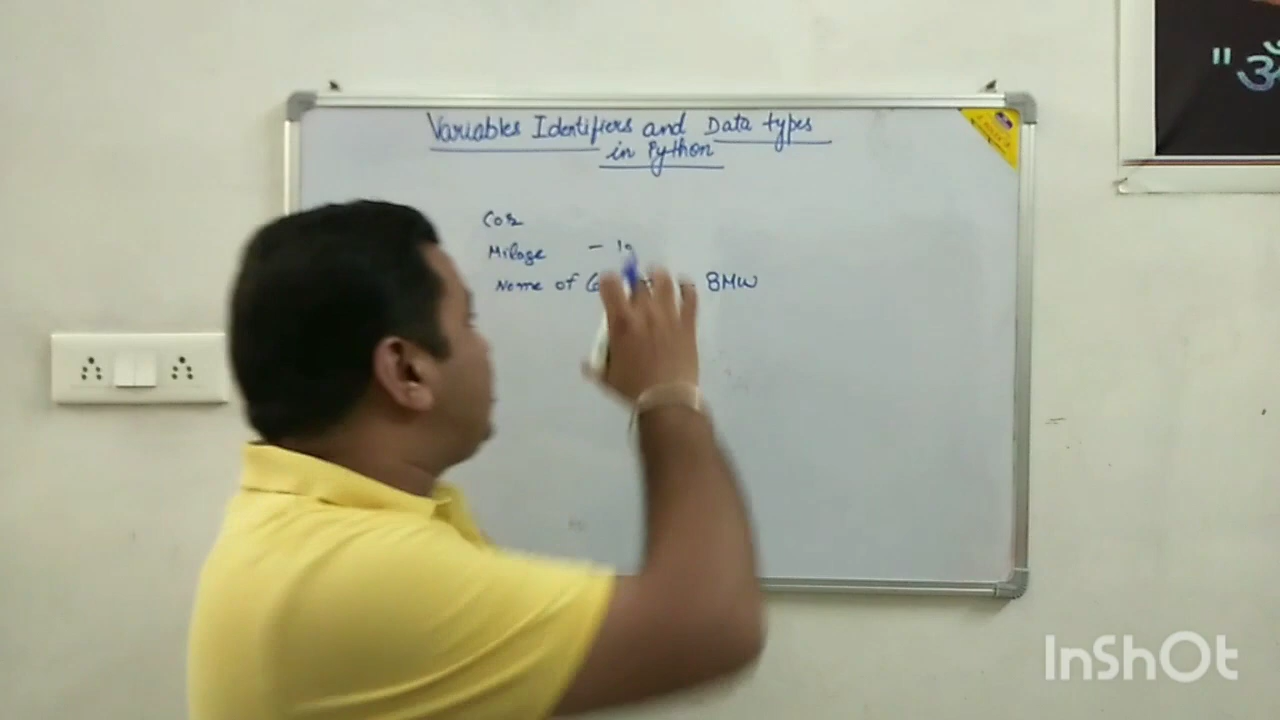 Variables Identifiers and Data types
in Python
Car
Milage -
Name of - BMW
"ॐ
InShOt